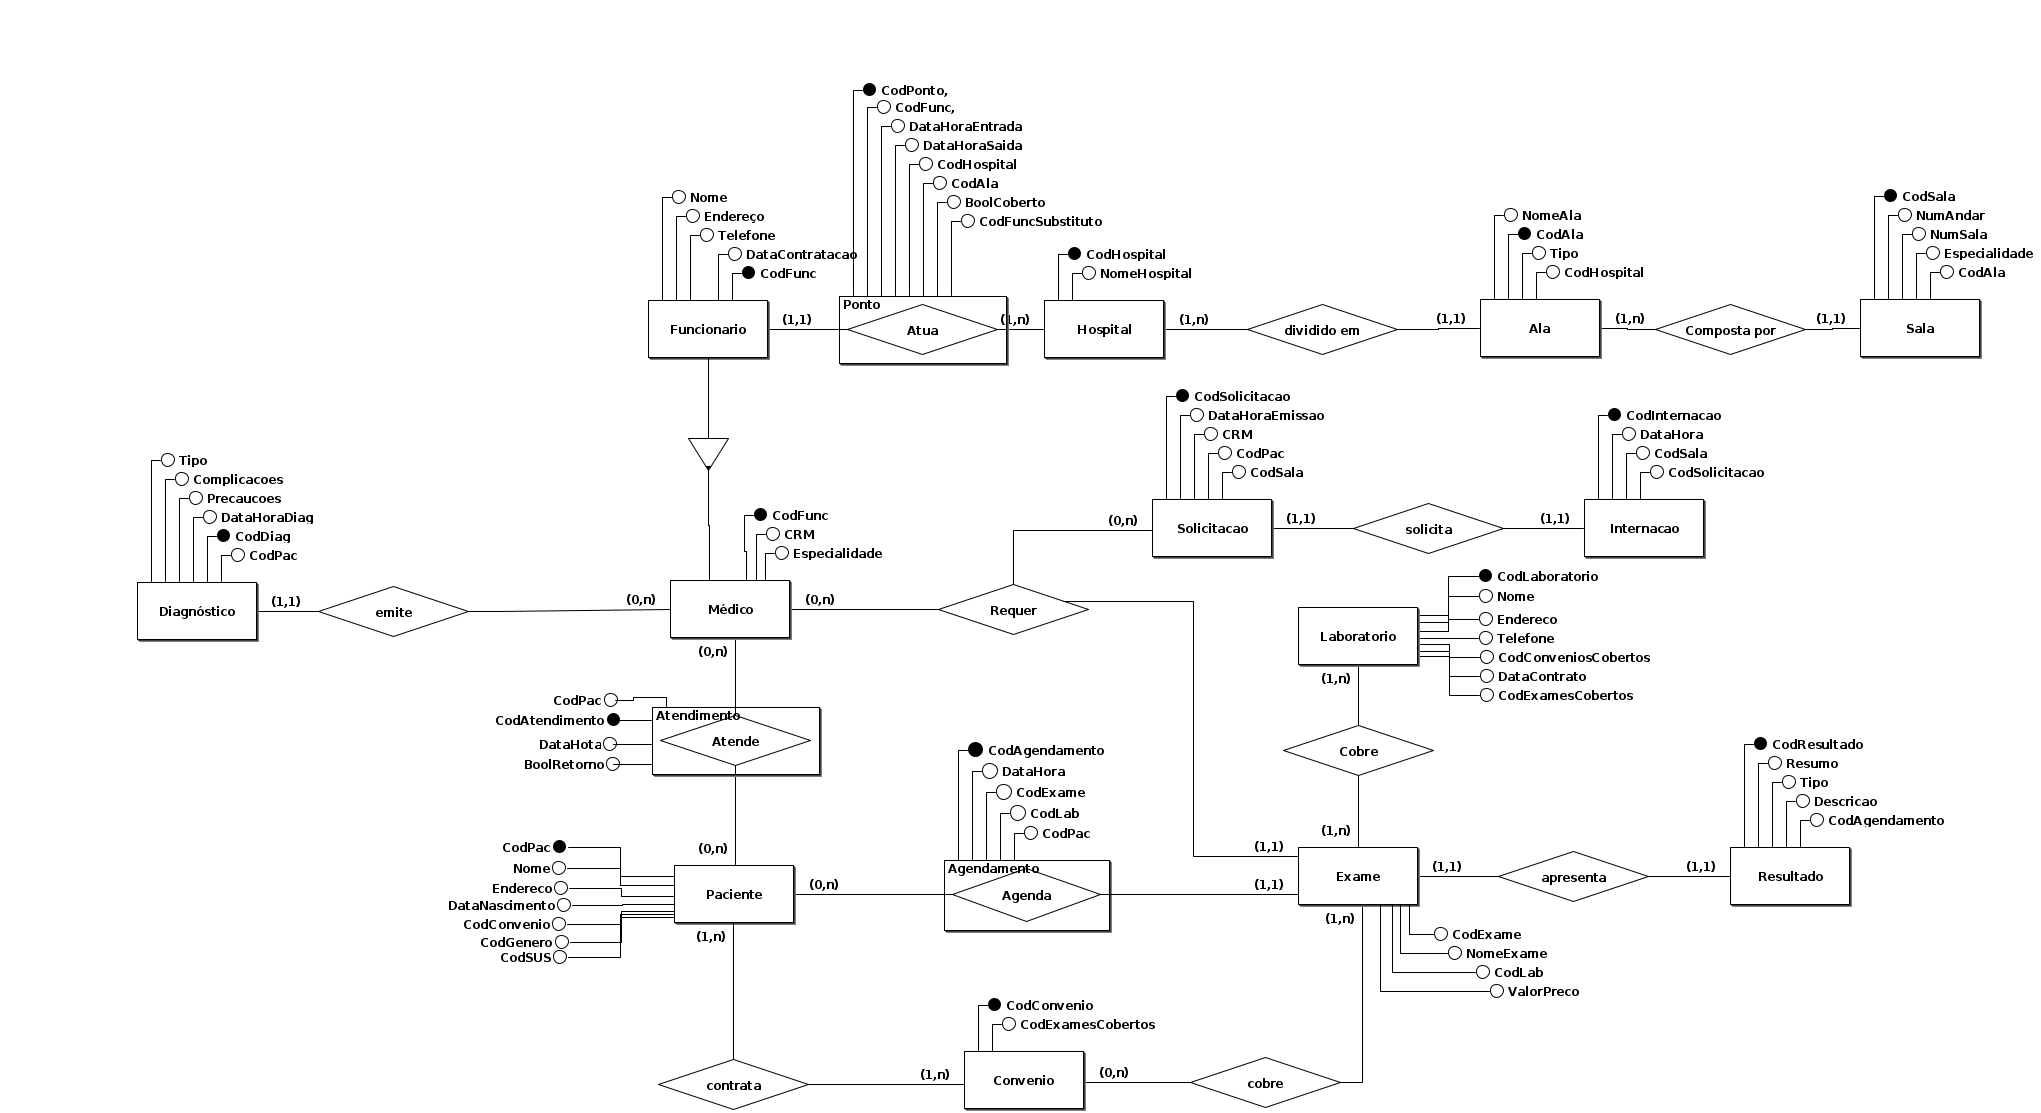 CodPonto,
CodFunc,
DataHoraEntrada
DataHoraSaida
CodHospital
CodAla
BoolCoberto
CodFuncSubstituto
Nome
Endereço
Telefone
DataContratacao
CodFunc
CodHospital
NomeHospital
NomeAla
CodAla
Tipo
CodHospital
CodSala
NumAndar
NumSala
Especialidade
CodAla
Funcionario
(1,1)
Ponto
Atua
(1,n)
Hospital
(1,n)
dividido em
(1,1)
Ala
(1,n)
Composta por
(1,1)
Sala
CodSolicitacao
DataHoraEmissao
CRM
CodPac
CodSala
CodInternacao
DataHora
CodSala
CodSolicitacao
(0,n)
Solicitacao
(1,1)
solicita
(1,1)
Internacao
Tipo
Complicacoes
Precaucoes
DataHoraDiag
CodDiag
CodPac
CodFunc
CRM
Especialidade
Diagnóstico
(1,1)
emite
(0,n)
Médico
(0,n)
Requer
(0,n)
Laboratorio
(1,n)
CodLaboratorio
Nome
Endereco
Telefone
CodConveniosCobertos
DataContrato
CodExamesCobertos
CodPac
CodAtendimento
DataHota
BoolRetorno
Atendimento
Atende
(0,n)
Cobre
(1,n)
CodAgendamento
DataHora
CodExame
CodLab
CodPac
CodResultado
Resumo
Tipo
Descricao
CodAgendamento
CodPac
Nome
Endereco
DataNascimento
CodConvenio
CodGenero
CodSUS
Paciente
(0,n)
Agendamento
Agenda
(1,1)
(1,1)
Exame
(1,1)
apresenta
(1,1)
Resultado
(1,n)
(1,n)
CodExame
NomeExame
CodLab
ValorPreco
CodConvenio
CodExamesCobertos
contrata
(1,n)
Convenio
(0,n)
cobre